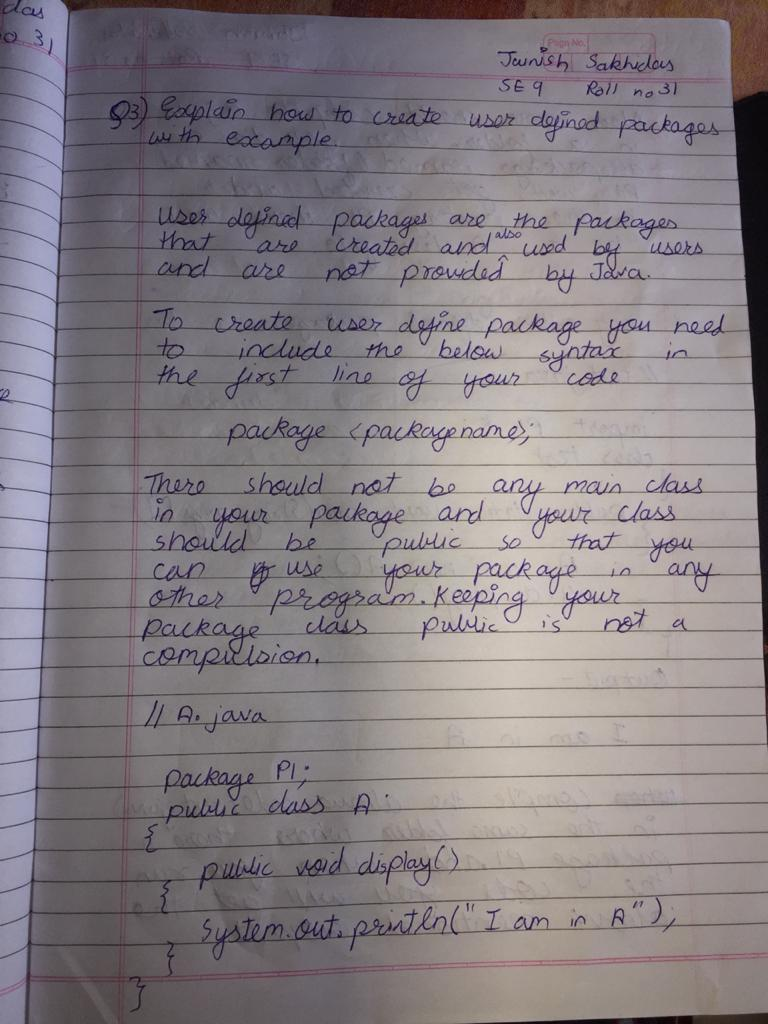 das
o 31
Page No.
Jainish Sakhidas
SE 9 Roll no 31
Q3) Explain how to create user defined packages
with example.
User defined packages are the packages
that are created and also used by users
and are not provided by Java.
To create user define package you need
to include the below syntax in
the first line of your code
package <packagename>;
There should not be any main class
in your package and your class
should be public so that you
can use your package in any
other program. Keeping your
package class public is not a
compulsion.
// A.java
package P1;
public class A
{
public void display()
{
System.out.println("I am in A");
}
}